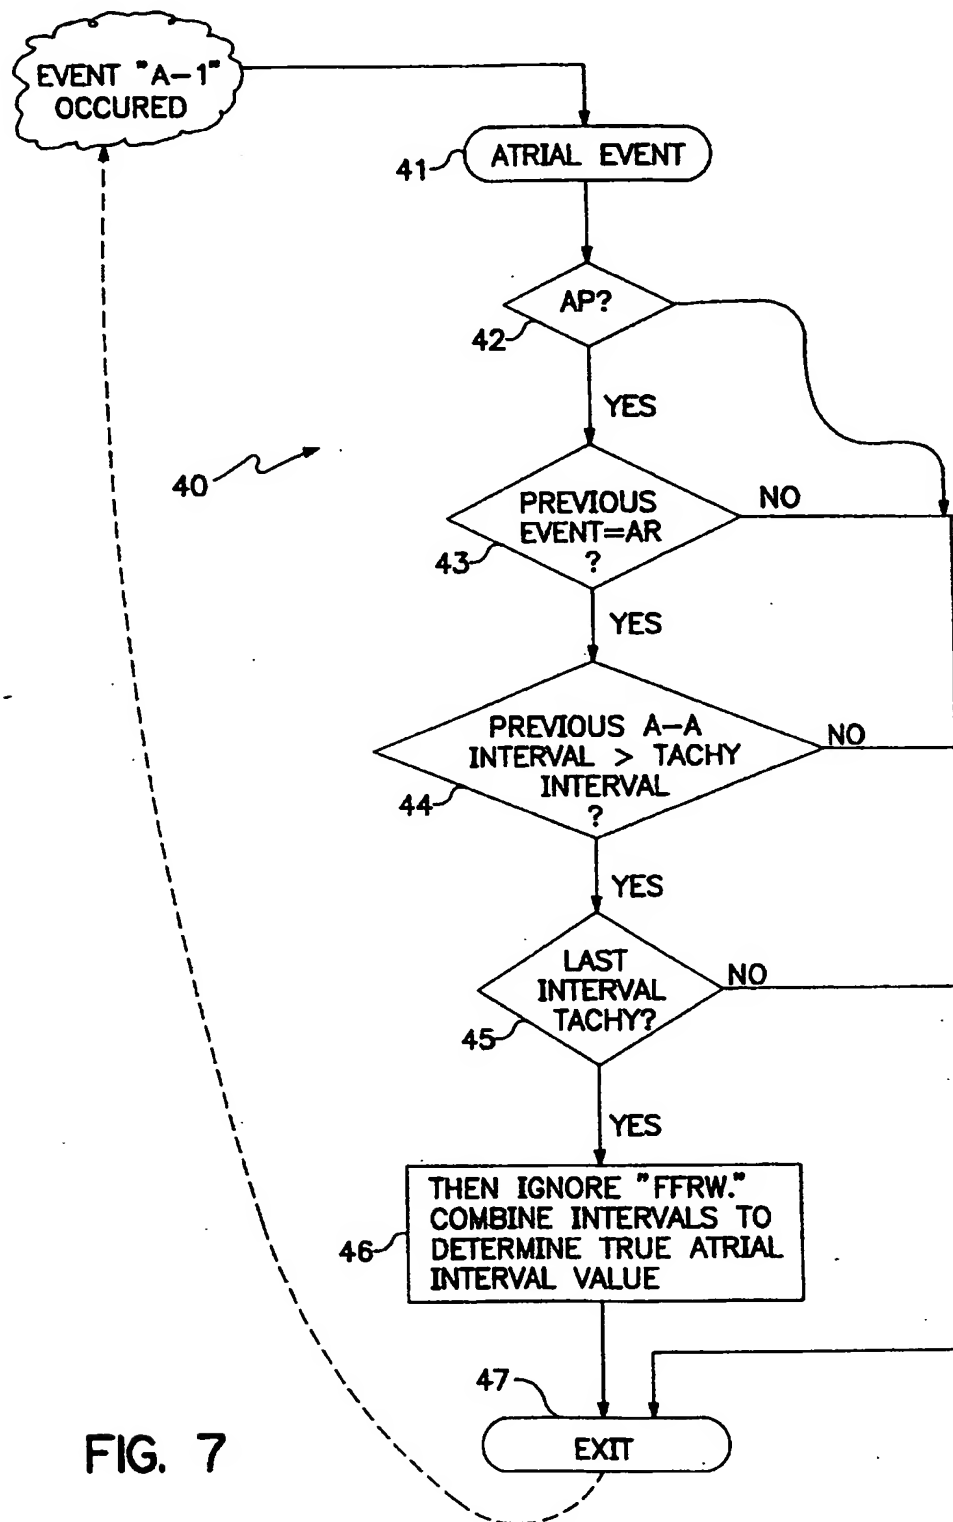 EVENT "A-1"
OCCURED
41
ATRIAL EVENT
AP?
42
YES
40
PREVIOUS
EVENT=AR
?
NO
43
YES
PREVIOUS A-A
INTERVAL > TACHY
INTERVAL
?
NO
44
YES
LAST
INTERVAL
TACHY?
NO
45
YES
THEN IGNORE "FFRW."
COMBINE INTERVALS TO
DETERMINE TRUE ATRIAL
INTERVAL VALUE
46
47
EXIT
FIG. 7